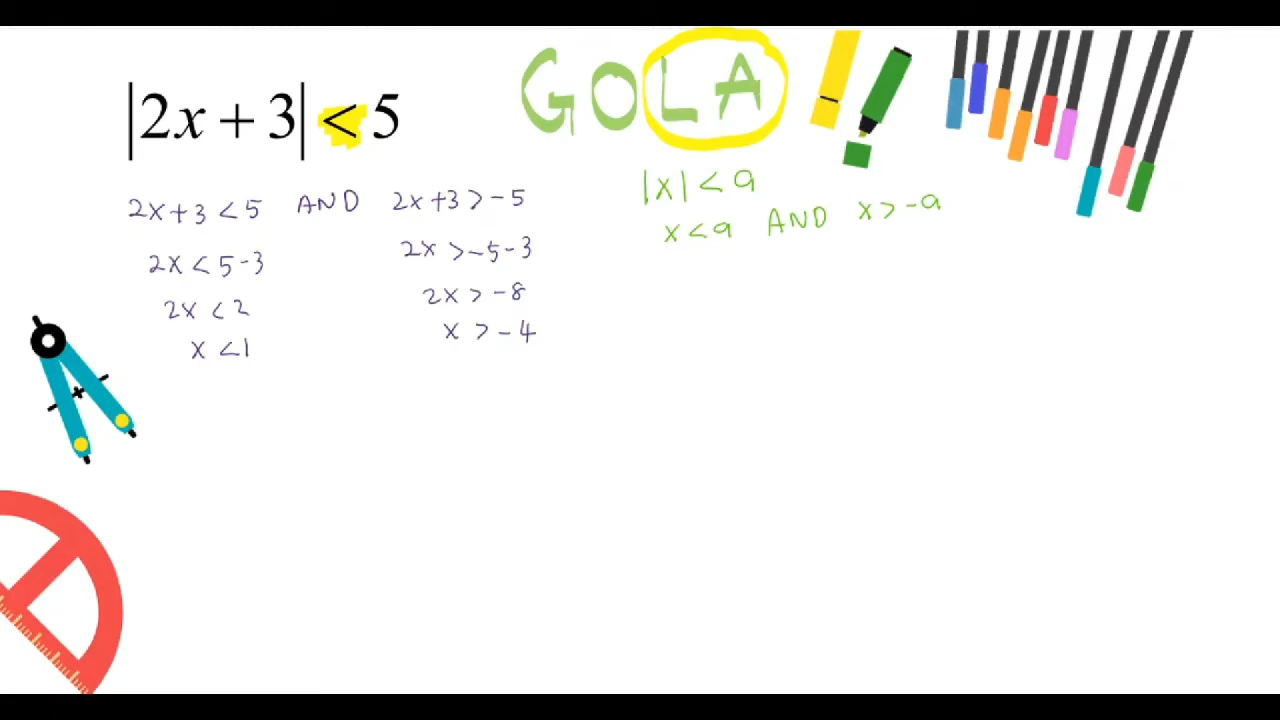 |2x + 3| < 5
GOLA
2x+3 < 5 AND 2x+3 > -5
2x < 5-3 2x > -5-3
2x < 2 2x > -8
x < 1 x > -4
|x| < a
x < a AND x > -a